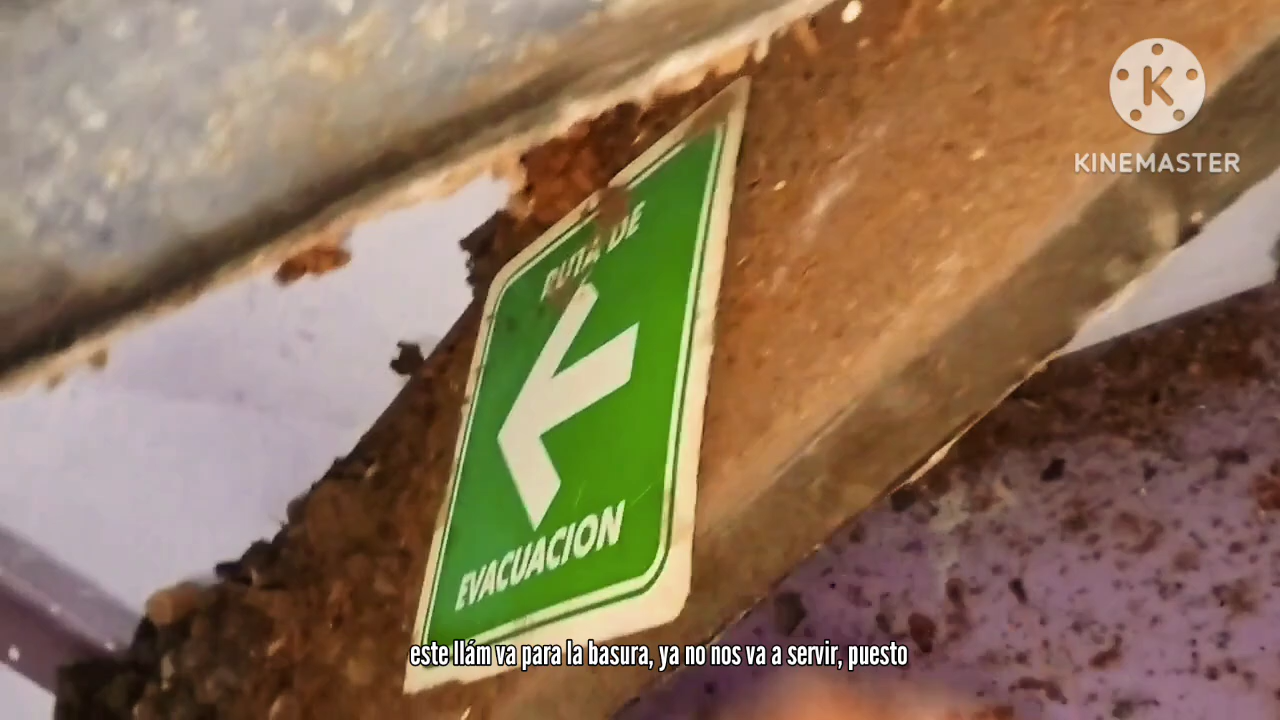 KINEMASTER
RUTA DE
EVACUACION
este llám va para la basura, ya no nos va a servir, puesto